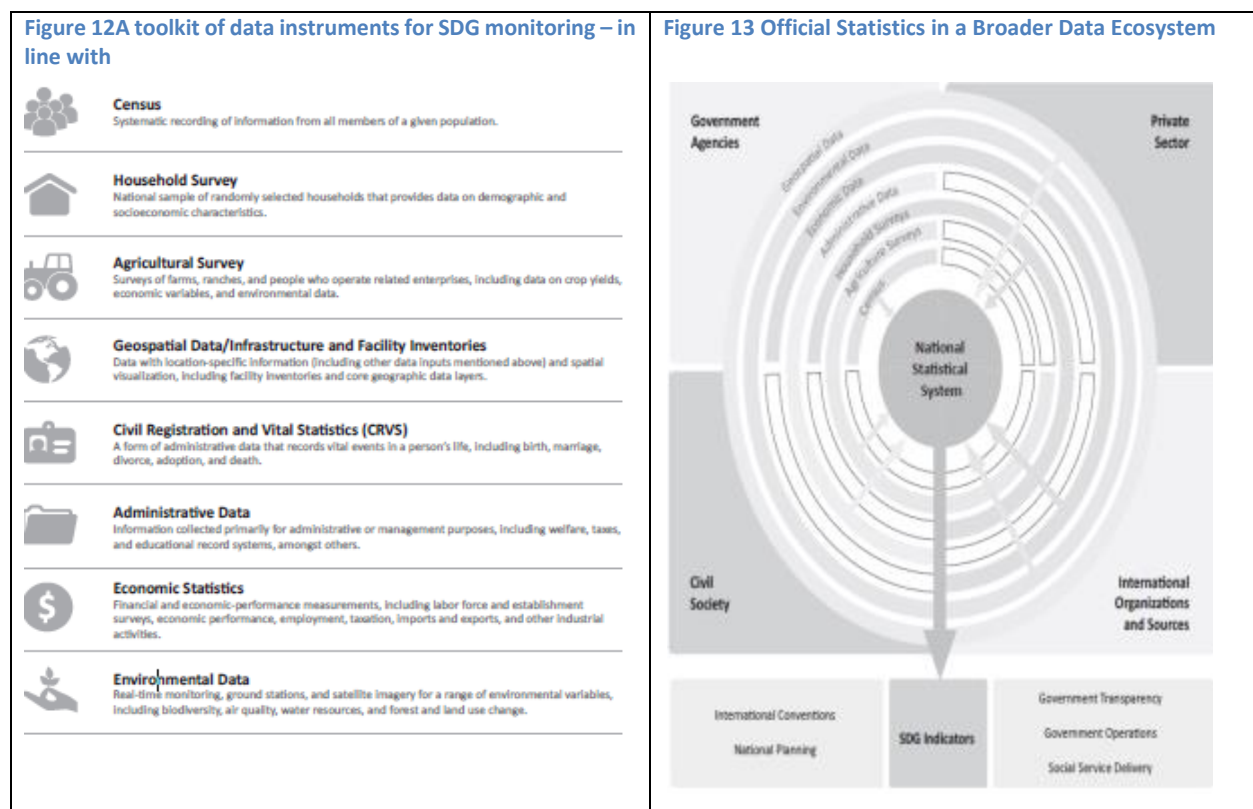 Figure 12A toolkit of data instruments for SDG monitoring – in
line with
Census
Systematic recording of information from all members of a given population.
Household Survey
National sample of randomly selected households that provides data on demographic and
socioeconomic characteristics.
Agricultural Survey
Surveys of farms, ranches, and people who operate related enterprises, including data on crop yields,
economic variables, and environmental data.
Geospatial Data/Infrastructure and Facility Inventories
Data with location-specific information (including other data inputs mentioned above) and spatial
visualization, including facility inventories and core geographic data layers.
Civil Registration and Vital Statistics (CRVS)
A form of administrative data that records vital events in a person's life, including birth, marriage,
divorce, adoption, and death.
Administrative Data
Information collected primarily for administrative or management purposes, including welfare, taxes,
and educational record systems, amongst others.
Economic Statistics
Financial and economic-performance measurements, including labor force and establishment
surveys, economic performance, employment, taxation, imports and exports, and other industrial
activities.
Environmental Data
Real-time monitoring, ground stations, and satellite imagery for a range of environmental variables,
including biodiversity, air quality, water resources, and forest and land use change.
Figure 13 Official Statistics in a Broader Data Ecosystem
Government
Agencies
Private
Sector
Geospatial Data
Environmental Data
Economic Data
Administrative Data
Household Surveys
Agriculture Surveys
Census
National
Statistical
System
Civil
Society
International
Organizations
and Sources
International Conventions
National Planning
SDG Indicators
Government Transparency
Government Operations
Social Service Delivery